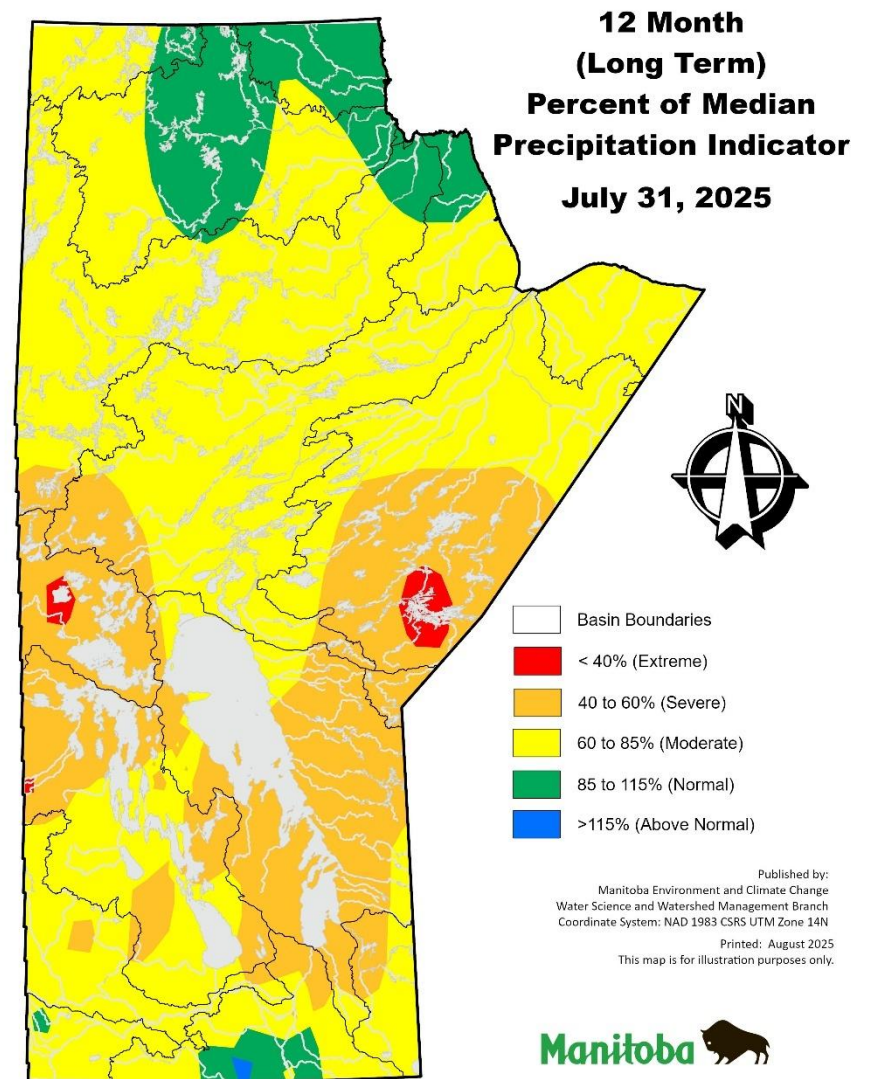 12 Month
(Long Term)
Percent of Median
Precipitation Indicator
July 31, 2025
N
Basin Boundaries
< 40% (Extreme)
40 to 60% (Severe)
60 to 85% (Moderate)
85 to 115% (Normal)
>115% (Above Normal)
Published by:
Manitoba Environment and Climate Change
Water Science and Watershed Management Branch
Coordinate System: NAD 1983 CSRS UTM Zone 14N
Printed: August 2025
This map is for illustration purposes only.
Manitoba